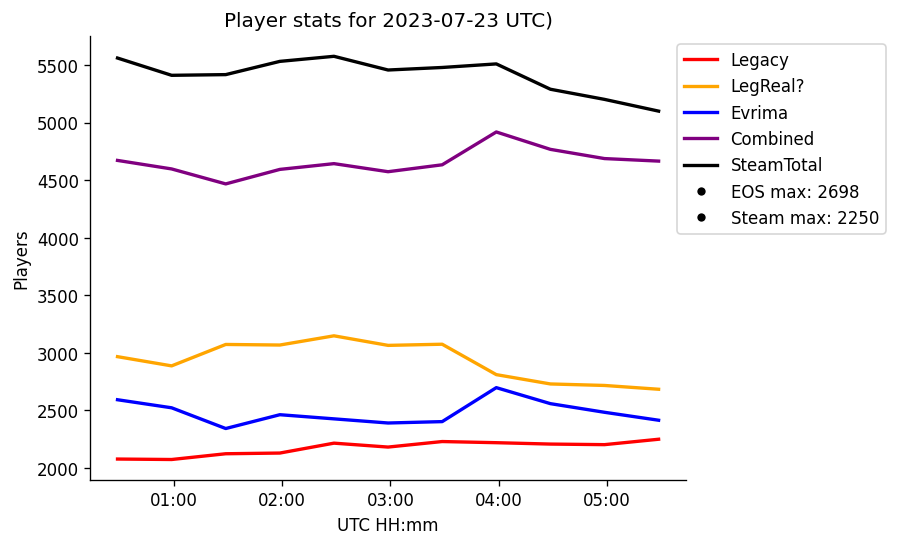 Player stats for 2023-07-23 UTC)
Legacy
LegReal?
Evrima
Combined
SteamTotal
EOS max: 2698
Steam max: 2250
Players
5500
5000
4500
4000
3500
3000
2500
2000
01:00
02:00
03:00
04:00
05:00
UTC HH:mm